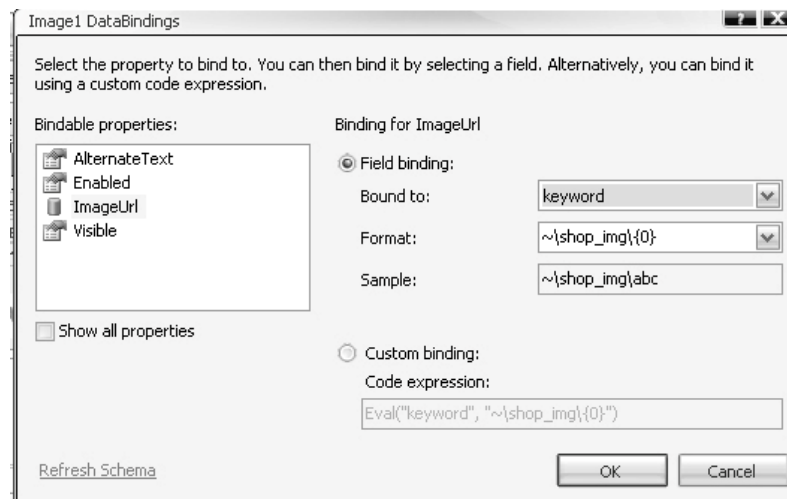 Image1 DataBindings
Select the property to bind to. You can then bind it by selecting a field. Alternatively, you can bind it
using a custom code expression.
Bindable properties:
AlternateText
Enabled
ImageUrl
Visible
Show all properties
Binding for ImageUrl
Field binding:
Bound to:
keyword
Format:
~\shop_img\{0}
Sample:
~\shop_img\abc
Custom binding:
Code expression:
Eval("keyword", "~\shop_img\{0}")
Refresh Schema
OK
Cancel